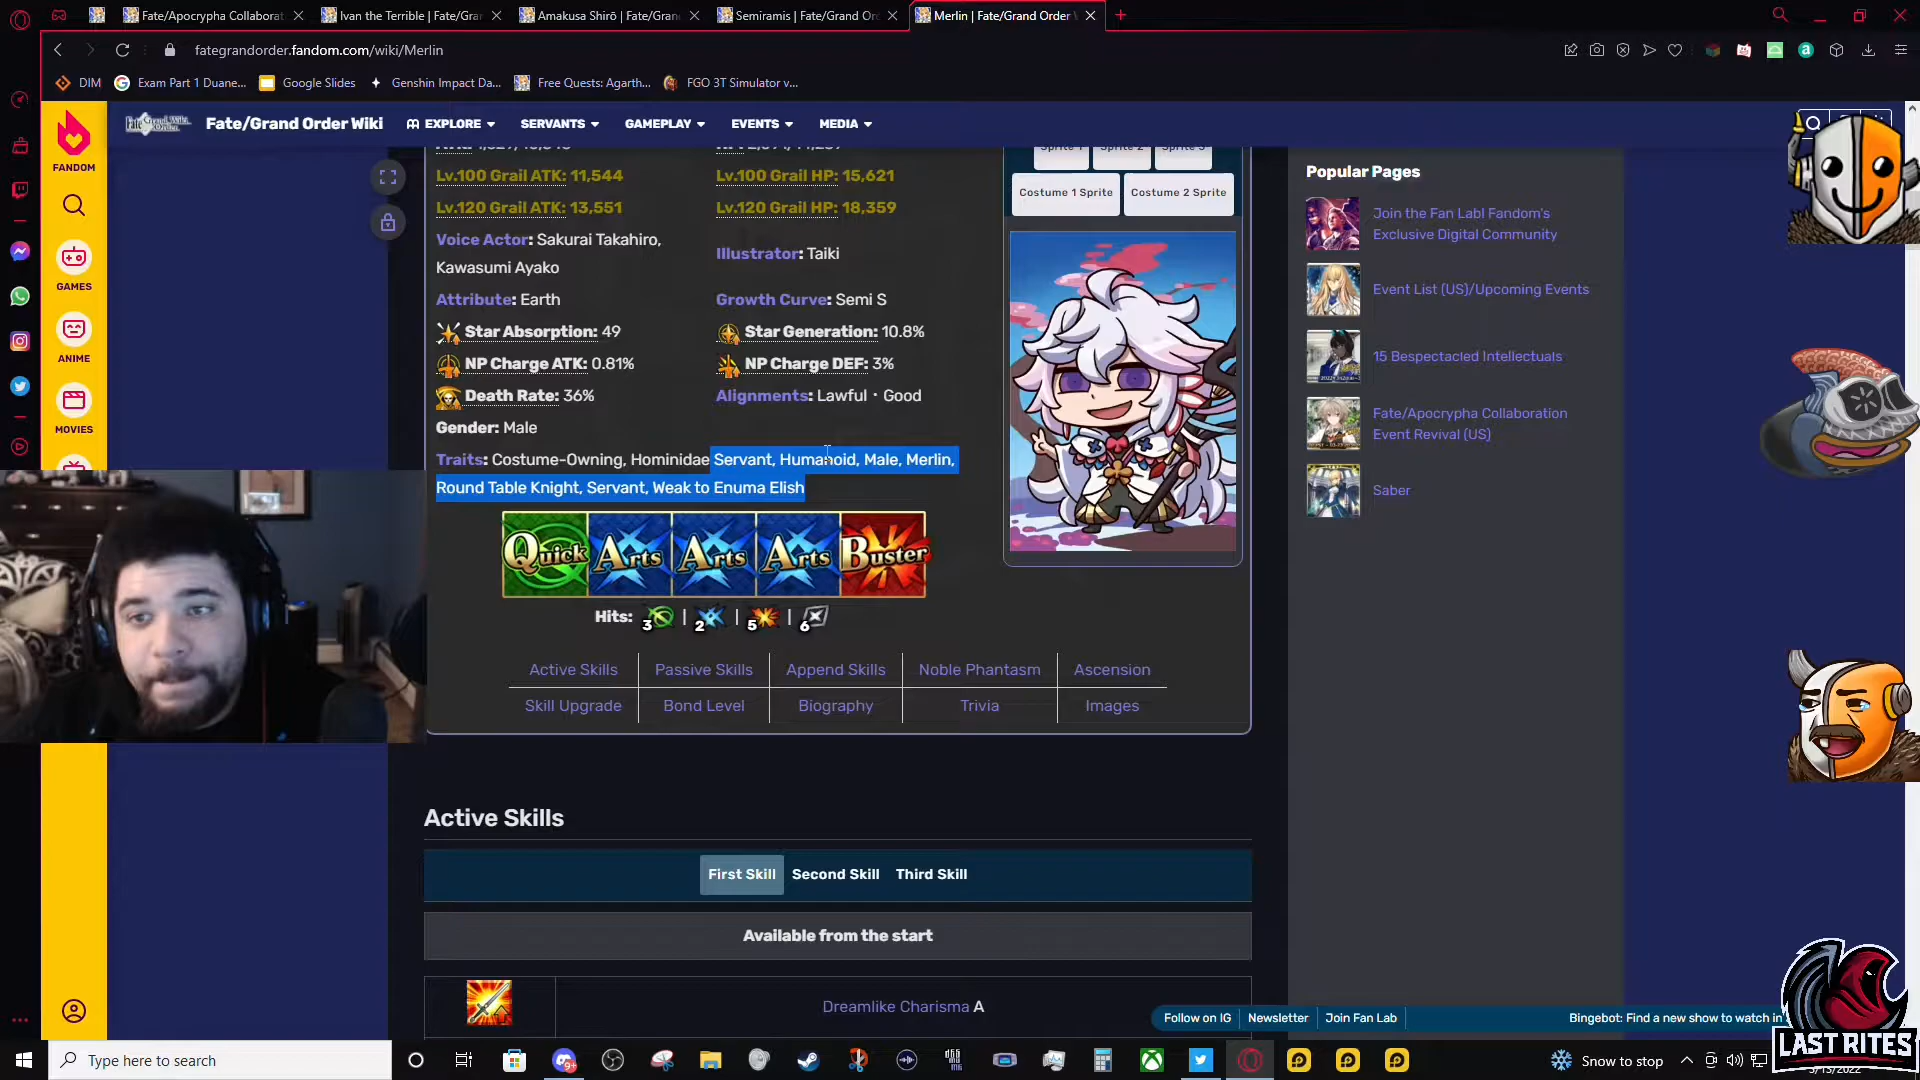 Fate/Apocrypha Collaborat
Ivan the Terrible | Fate/Gra
Amakusa Shirō | Fate/Gran
Semiramis | Fate/Grand Or
Merlin | Fate/Grand Order
fategrandorder.fandom.com/wiki/Merlin
DIM
Exam Part 1 Duane...
Google Slides
Genshin Impact Da...
Free Quests: Agarth...
FGO 3T Simulator v...
Fate/Grand Order Wiki
EXPLORE
SERVANTS
GAMEPLAY
EVENTS
MEDIA
FANDOM
GAMES
ANIME
MOVIES
Lv.100 Grail ATK: 11,544
Lv.100 Grail HP: 15,621
Lv.120 Grail ATK: 13,551
Lv.120 Grail HP: 18,359
Voice Actor: Sakurai Takahiro,
Kawasumi Ayako
Illustrator: Taiki
Attribute: Earth
Growth Curve: Semi S
Star Absorption: 49
Star Generation: 10.8%
NP Charge ATK: 0.81%
NP Charge DEF: 3%
Death Rate: 36%
Alignments: Lawful・Good
Gender: Male
Traits: Costume-Owning, Hominidae Servant, Humanoid, Male, Merlin,
Round Table Knight, Servant, Weak to Enuma Elish
Quick Arts Arts Arts Buster
Hits: 3 | 2 | 5 | 6
Active Skills
Passive Skills
Append Skills
Noble Phantasm
Ascension
Skill Upgrade
Bond Level
Biography
Trivia
Images
Sprite 1
Sprite 2
Sprite 3
Costume 1 Sprite
Costume 2 Sprite
Popular Pages
Join the Fan Labl Fandom's
Exclusive Digital Community
Event List (US)/Upcoming Events
15 Bespectacled Intellectuals
Fate/Apocrypha Collaboration
Event Revival (US)
Saber
Active Skills
First Skill
Second Skill
Third Skill
Available from the start
Dreamlike Charisma A
Follow on IG
Newsletter
Join Fan Lab
Bingebot: Find a new show to watch in
LAST RITES
Type here to search
9+
Snow to stop